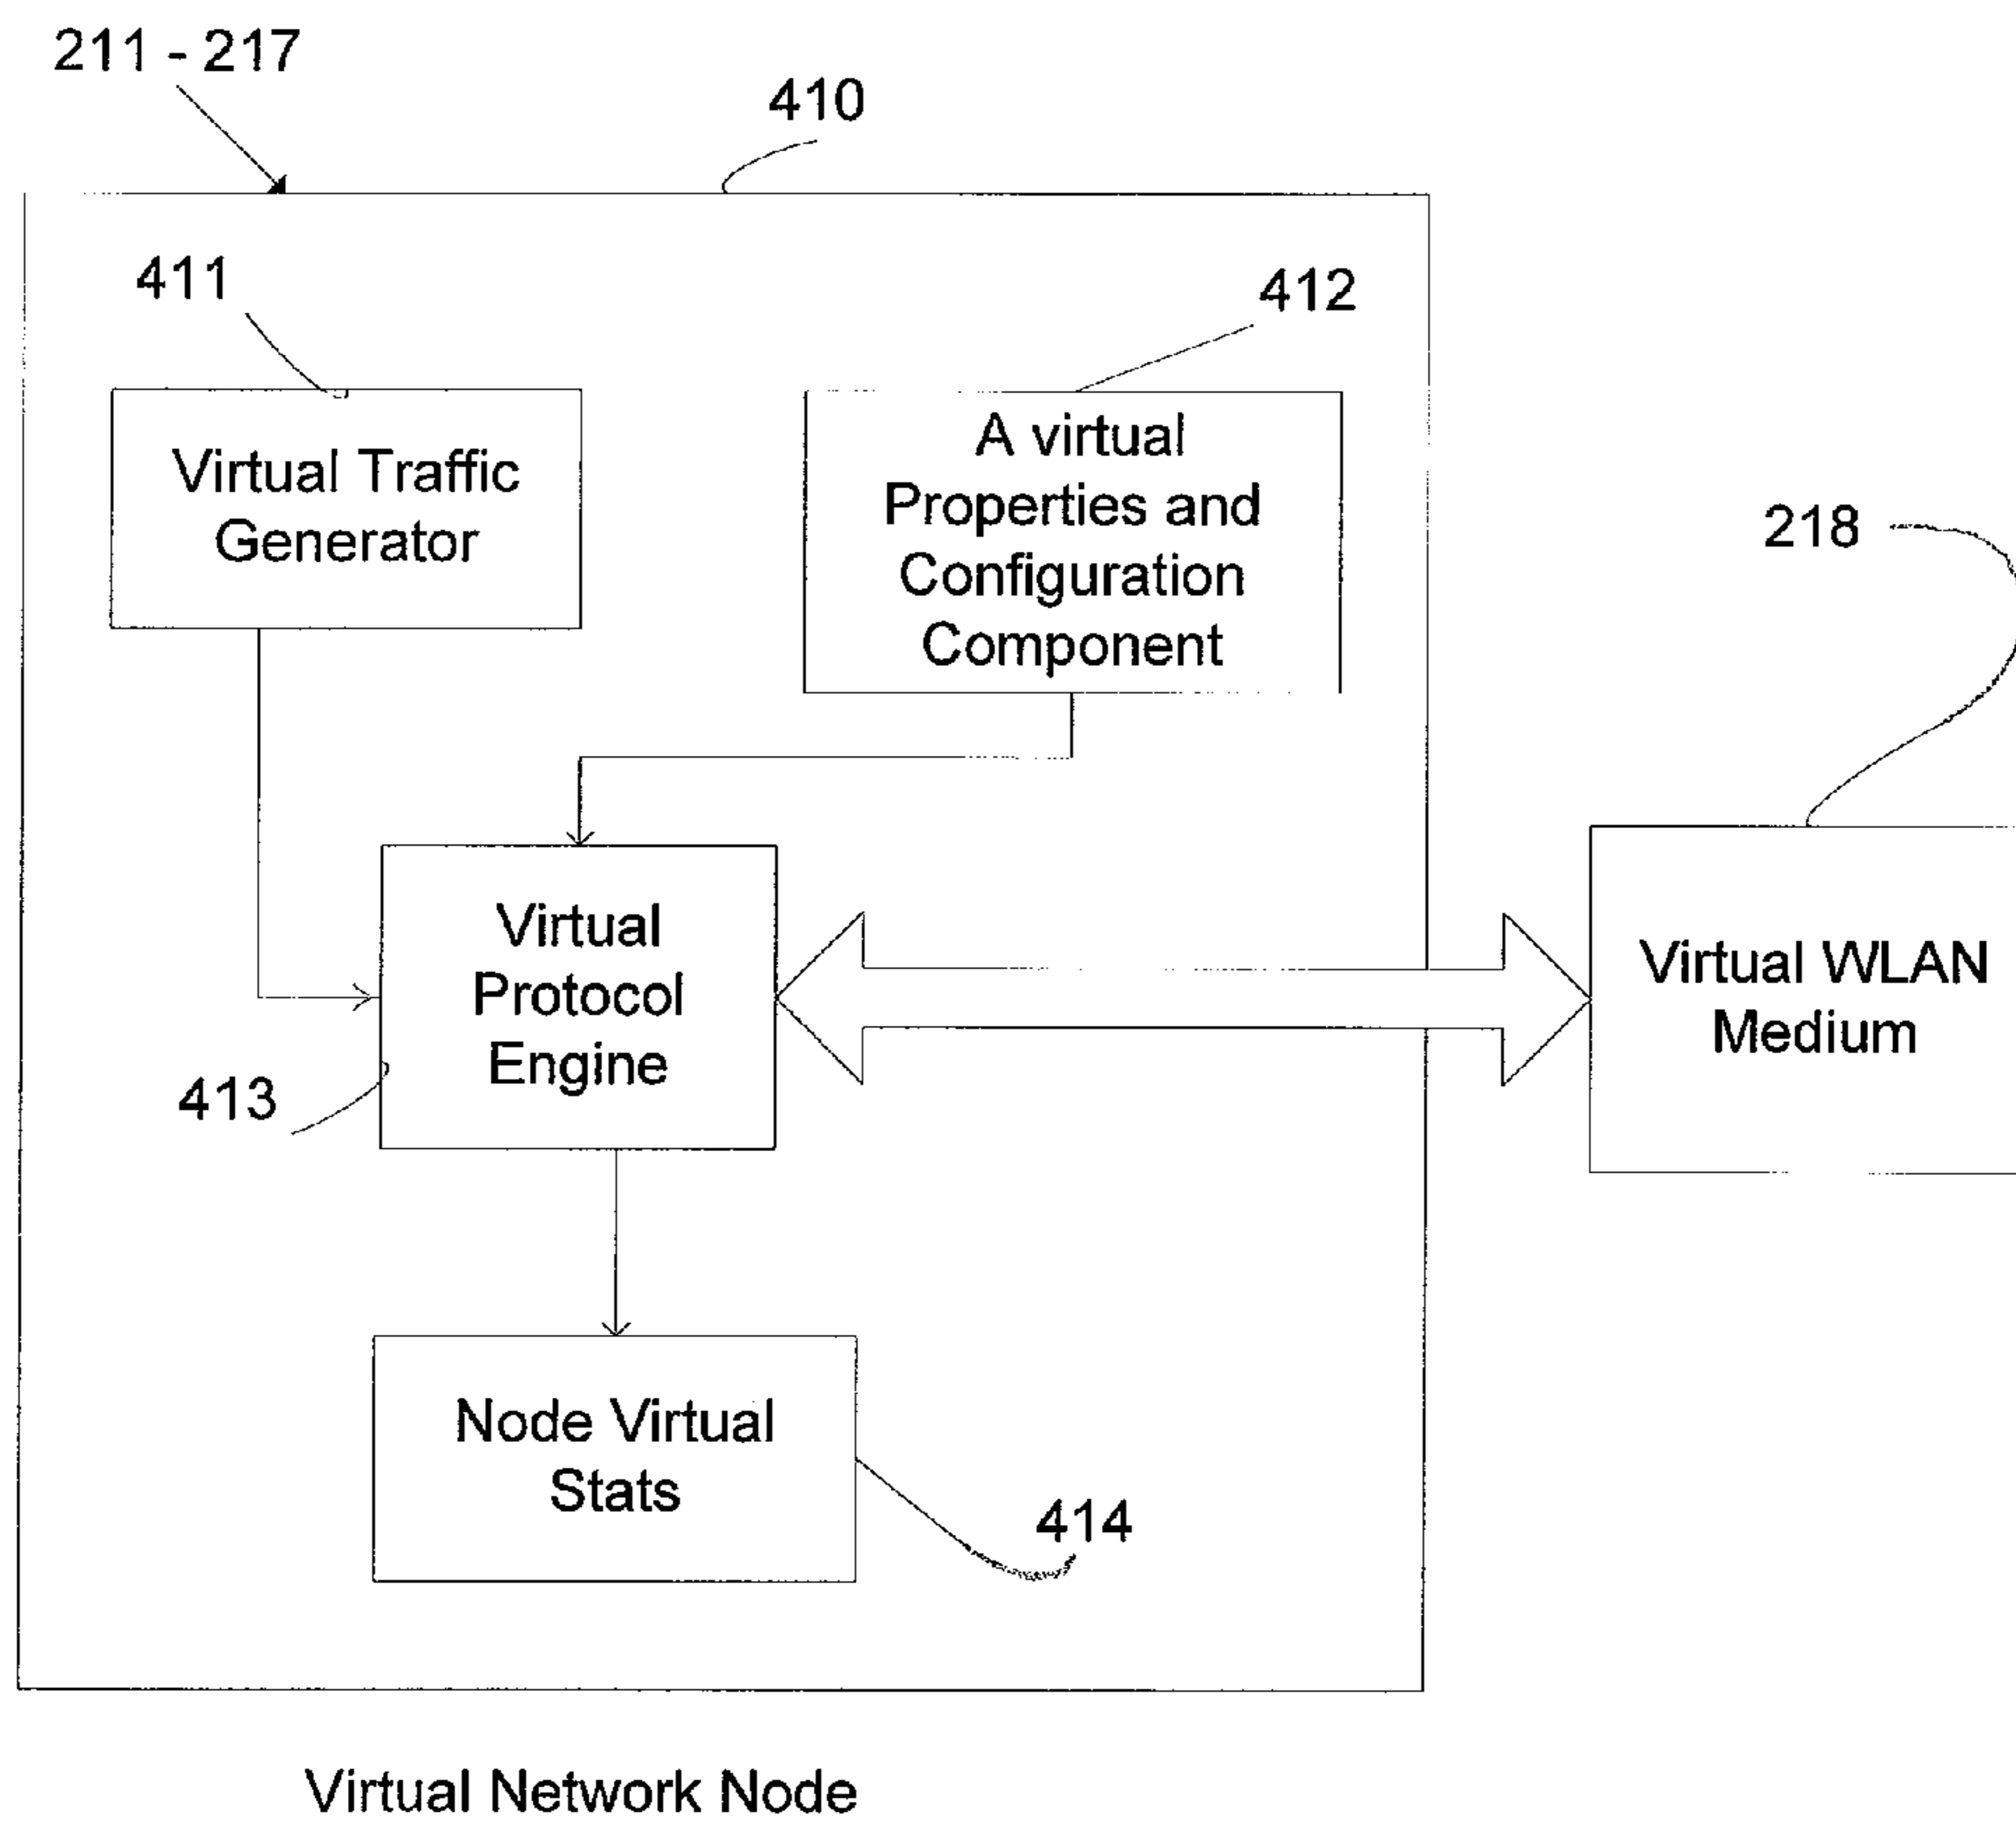 211 - 217
410
411
412
Virtual Traffic
Generator
A virtual
Properties and
Configuration
Component
218
Virtual
Protocol
Engine
Virtual WLAN
Medium
413
Node Virtual
Stats
414
Virtual Network Node